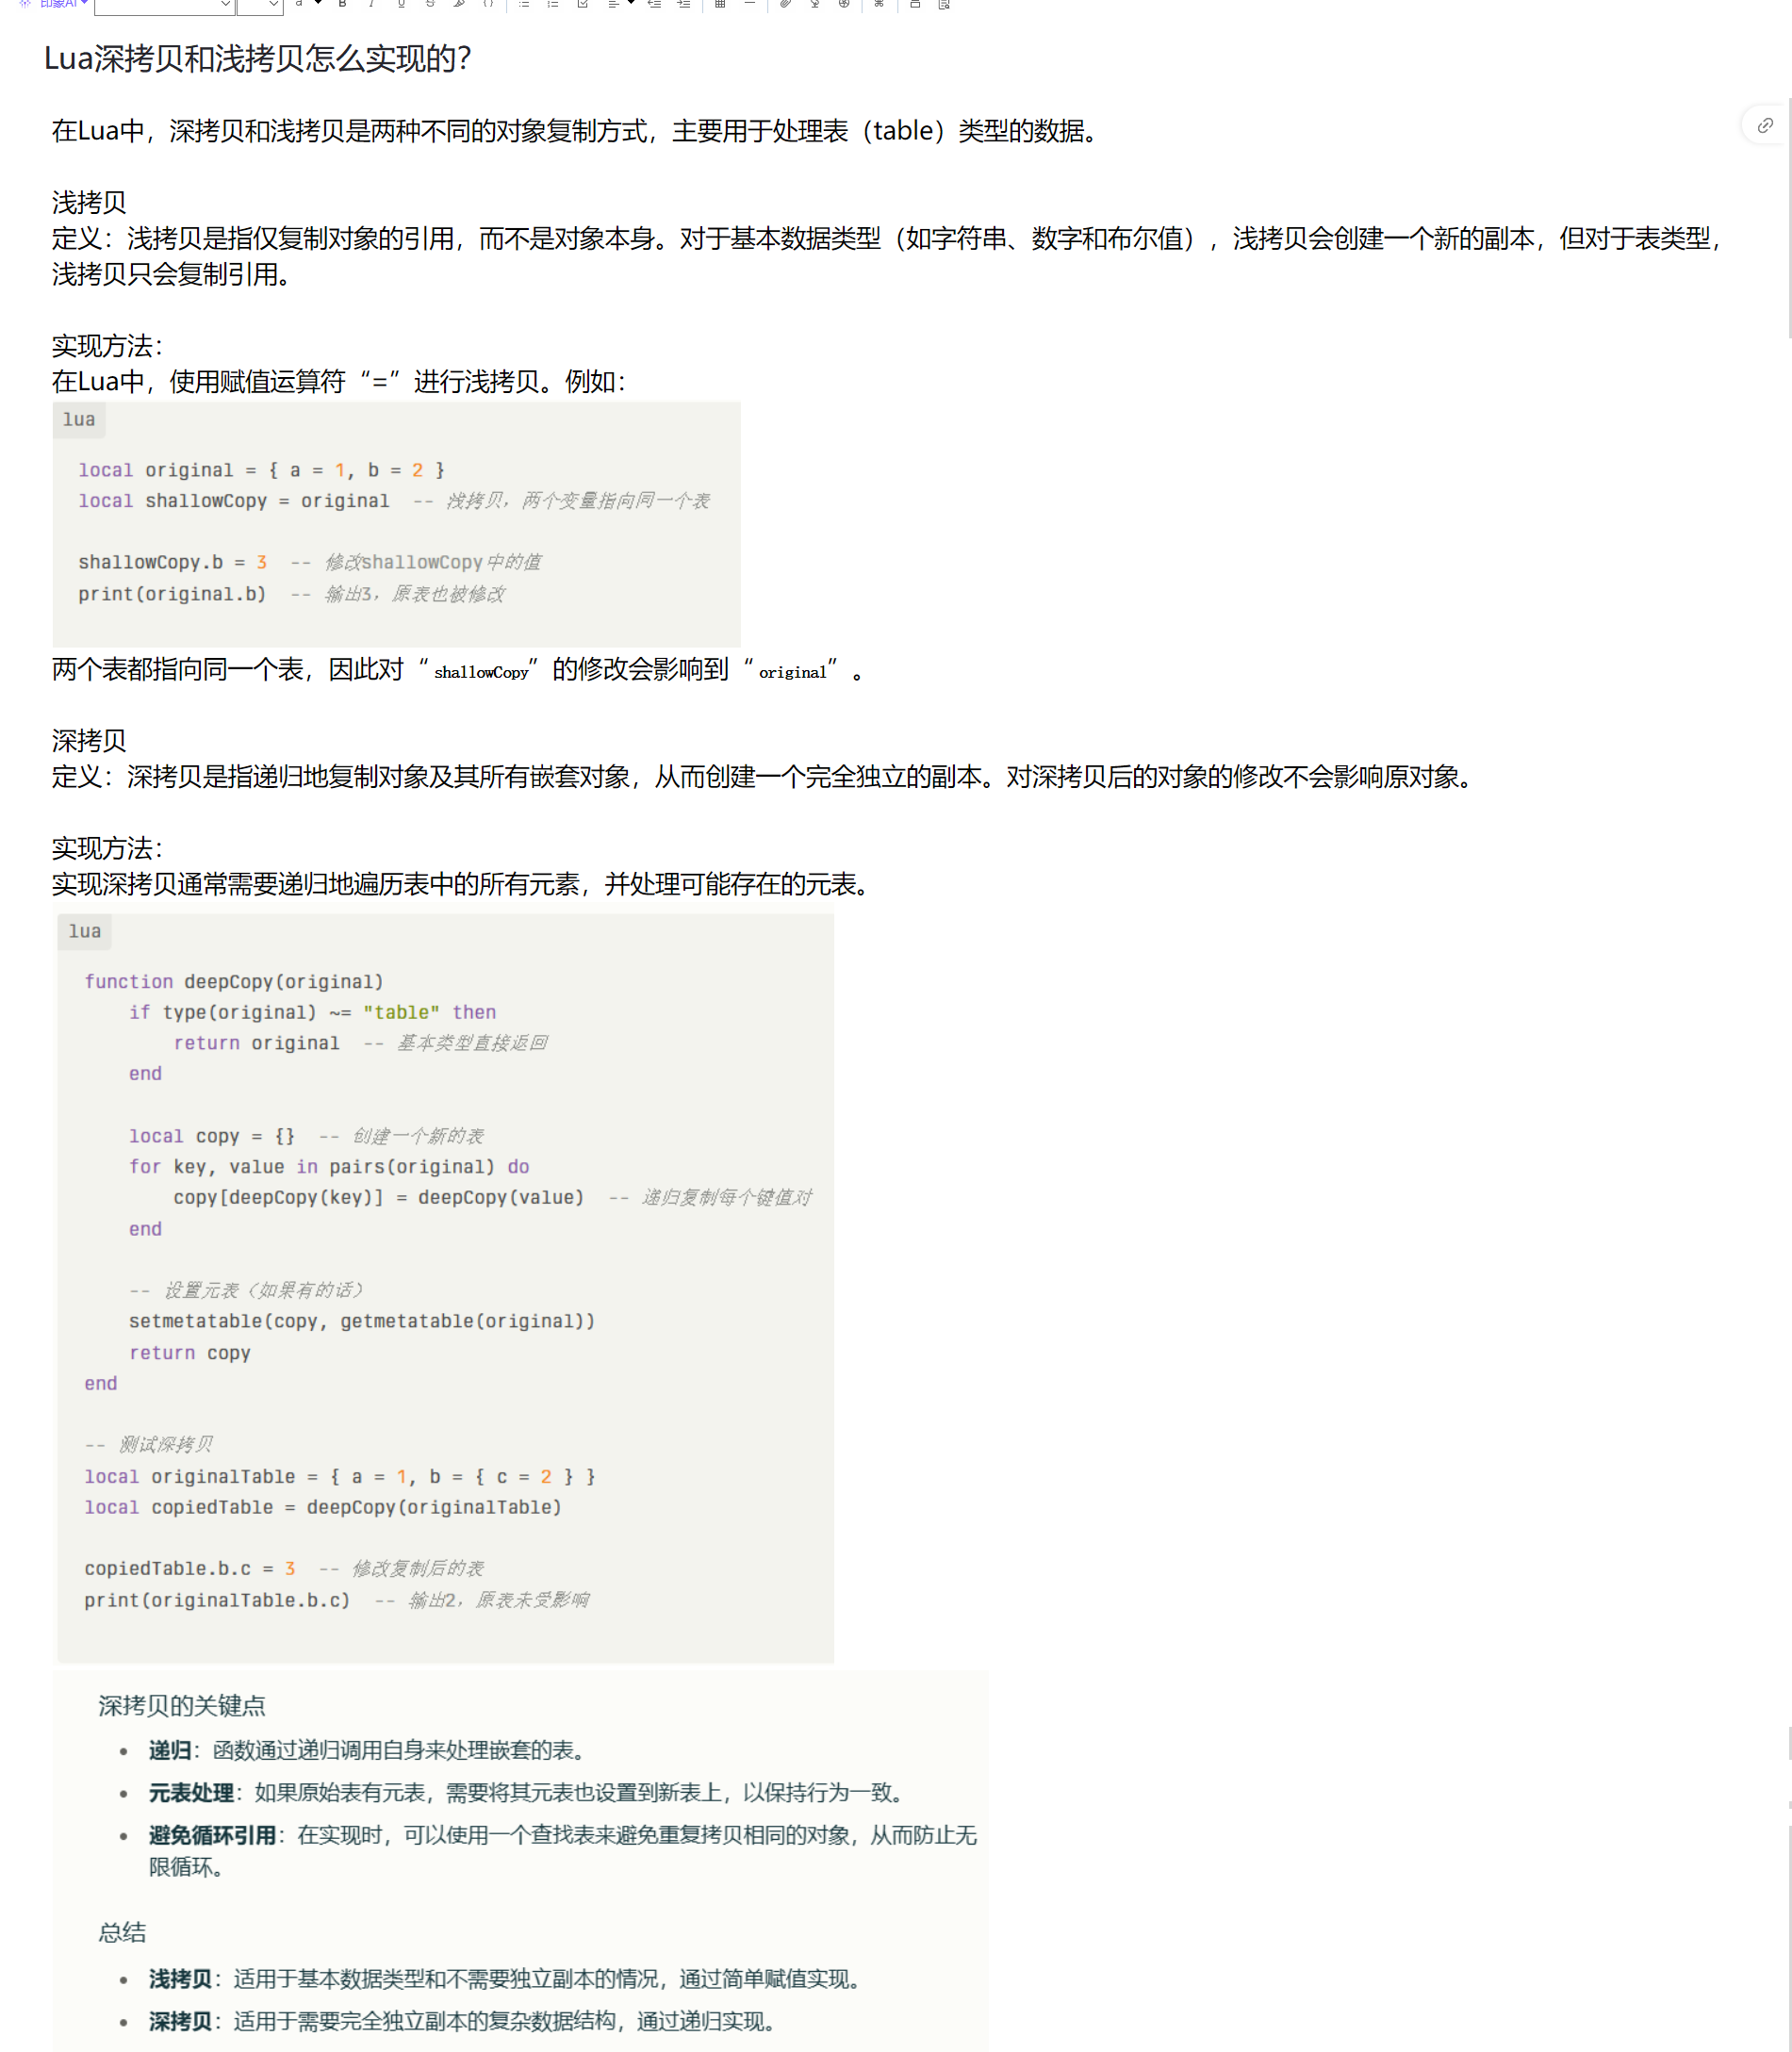 印象AI
Lua深拷贝和浅拷贝怎么实现的?
在Lua中，深拷贝和浅拷贝是两种不同的对象复制方式，主要用于处理表（table）类型的数据。
浅拷贝
定义：浅拷贝是指仅复制对象的引用，而不是对象本身。对于基本数据类型（如字符串、数字和布尔值），浅拷贝会创建一个新的副本，但对于表类型，
浅拷贝只会复制引用。
实现方法：
在Lua中，使用赋值运算符“=”进行浅拷贝。例如：
lua
local original = { a = 1, b = 2 }
local shallowCopy = original  -- 浅拷贝，两个变量指向同一个表
shallowCopy.b = 3  -- 修改shallowCopy中的值
print(original.b)  -- 输出3，原表也被修改
两个表都指向同一个表，因此对“shallowCopy”的修改会影响到“original”。
深拷贝
定义：深拷贝是指递归地复制对象及其所有嵌套对象，从而创建一个完全独立的副本。对深拷贝后的对象的修改不会影响原对象。
实现方法：
实现深拷贝通常需要递归地遍历表中的所有元素，并处理可能存在的元表。
lua
function deepCopy(original)
    if type(original) ~= "table" then
        return original  -- 基本类型直接返回
    end
    local copy = {}  -- 创建一个新的表
    for key, value in pairs(original) do
        copy[deepCopy(key)] = deepCopy(value)  -- 递归复制每个键值对
    end
    -- 设置元表（如果有的话）
    setmetatable(copy, getmetatable(original))
    return copy
end
-- 测试深拷贝
local originalTable = { a = 1, b = { c = 2 } }
local copiedTable = deepCopy(originalTable)
copiedTable.b.c = 3  -- 修改复制后的表
print(originalTable.b.c)  -- 输出2，原表未受影响
深拷贝的关键点
• 递归：函数通过递归调用自身来处理嵌套的表。
• 元表处理：如果原始表有元表，需要将其元表也设置到新表上，以保持行为一致。
• 避免循环引用：在实现时，可以使用一个查找表来避免重复拷贝相同的对象，从而防止无
限循环。
总结
• 浅拷贝：适用于基本数据类型和不需要独立副本的情况，通过简单赋值实现。
• 深拷贝：适用于需要完全独立副本的复杂数据结构，通过递归实现。